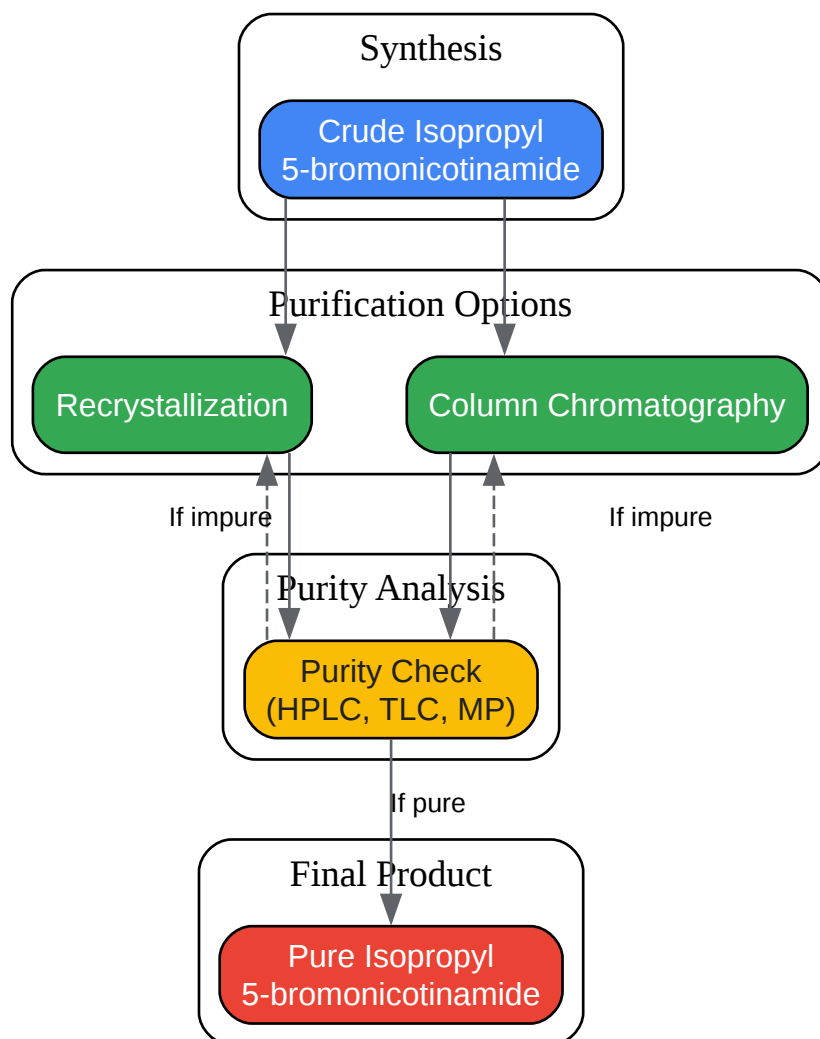 Synthesis
Crude Isopropyl
5-bromonicotinamide
Purification Options
Recrystallization
Column Chromatography
If impure
If impure
Purity Analysis
Purity Check
(HPLC, TLC, MP)
If pure
Final Product
Pure Isopropyl
5-bromonicotinamide